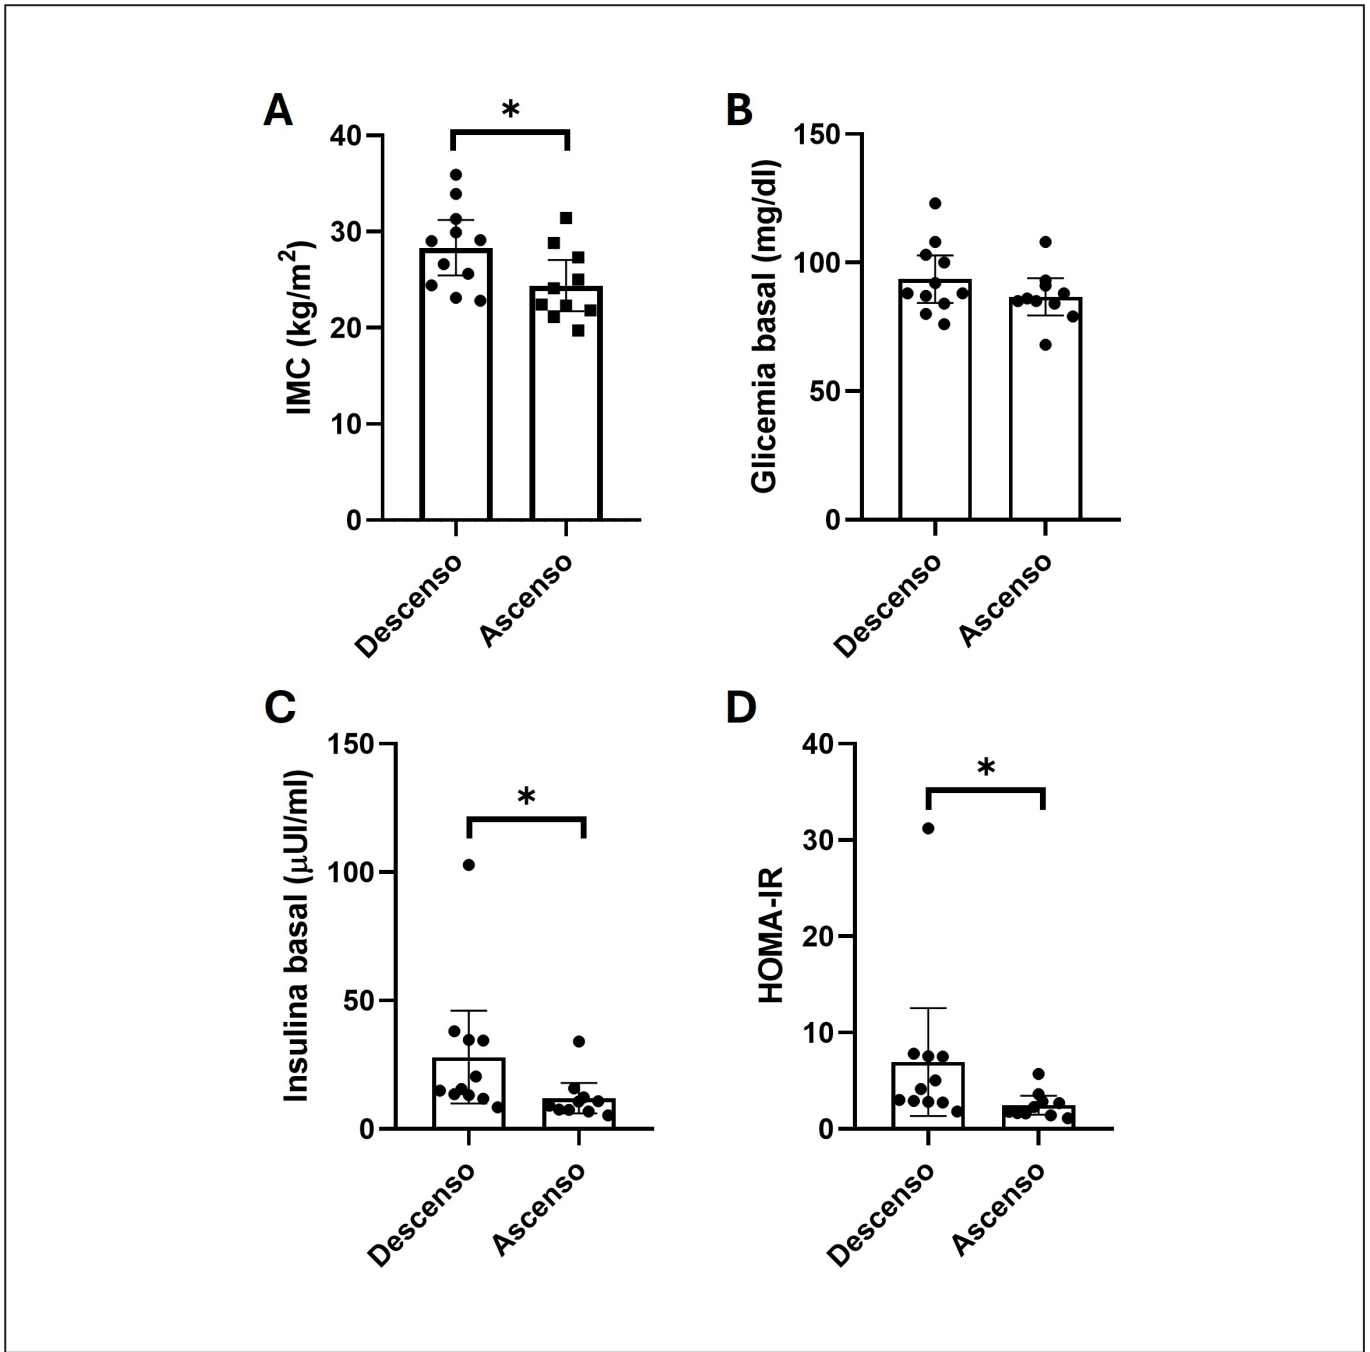 A
*
IMC (kg/m²)
40
30
20
10
0
Descenso
Ascenso
B
Glicemia basal (mg/dl)
150
100
50
0
Descenso
Ascenso
C
*
Insulina basal (μUI/ml)
150
100
50
0
Descenso
Ascenso
D
*
HOMA-IR
40
30
20
10
0
Descenso
Ascenso